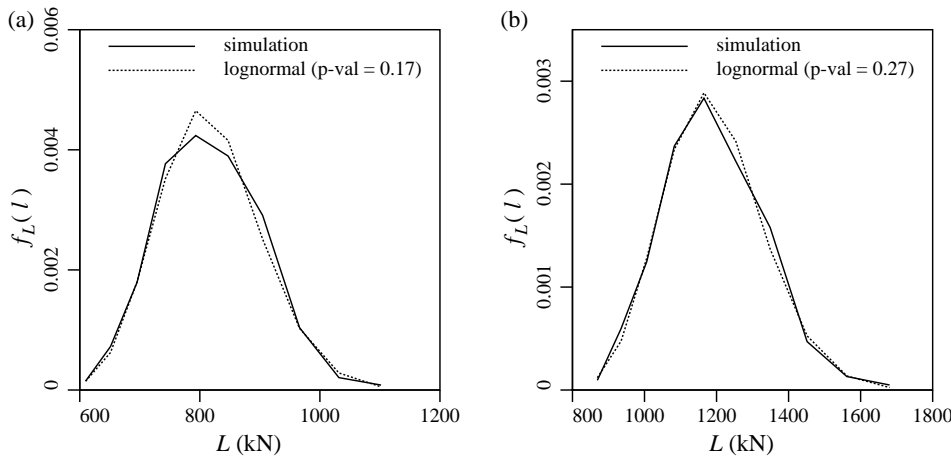 (a)
simulation
lognormal (p-val = 0.17)
0.006
0.004
0.002
0
f_L(l)
600 800 1000 1200
L (kN)
(b)
simulation
lognormal (p-val = 0.27)
0.003
0.002
0.001
0
f_L(l)
800 1000 1200 1400 1600 1800
L (kN)